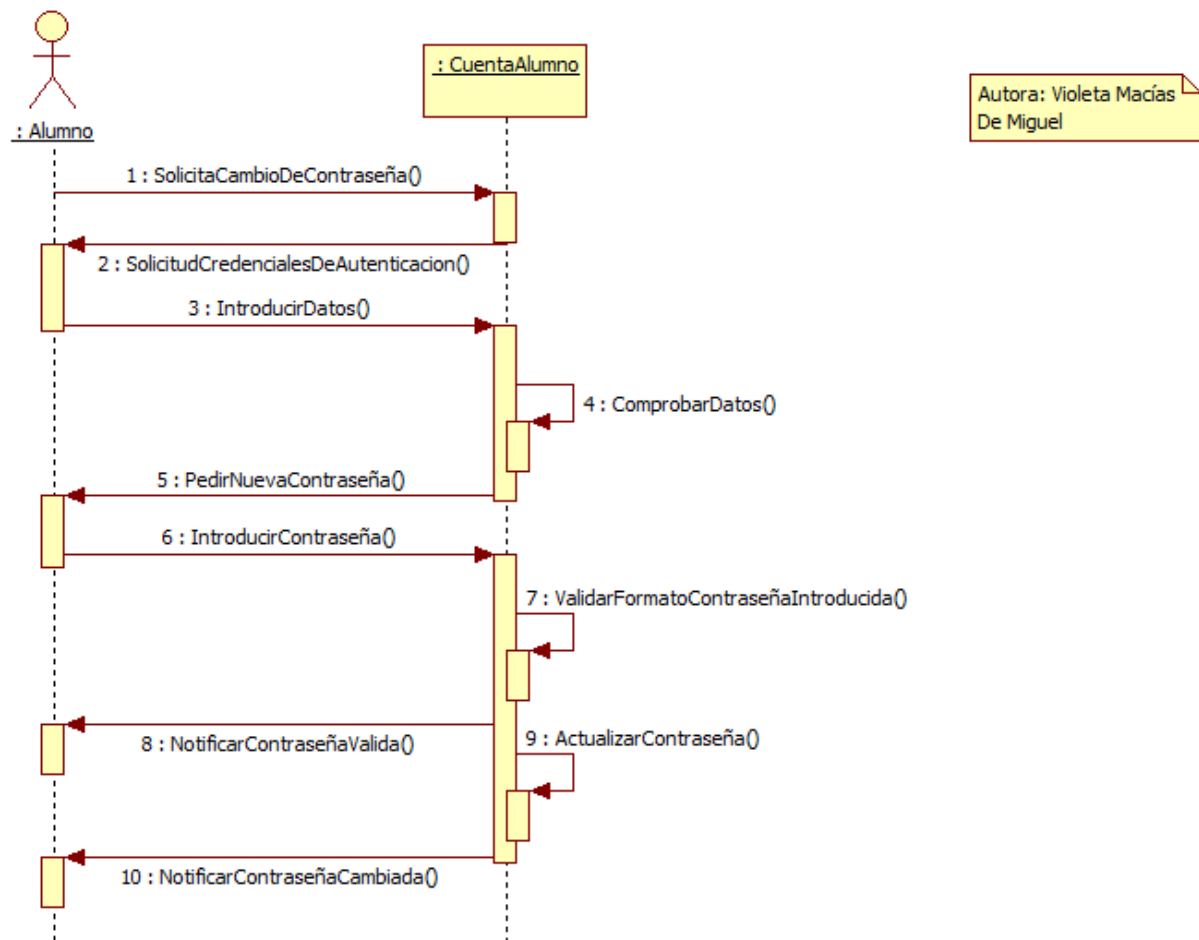 : CuentaAlumno
Autora: Violeta Macías
De Miguel
: Alumno
1 : SolicitaCambioDeContraseña()
2 : SolicitudCredencialesDeAutenticacion()
3 : IntroducirDatos()
4 : ComprobarDatos()
5 : PedirNuevaContraseña()
6 : IntroducirContraseña()
7 : ValidarFormatoContraseñaIntroducida()
8 : NotificarContraseñaValida()
9 : ActualizarContraseña()
10 : NotificarContraseñaCambiada()